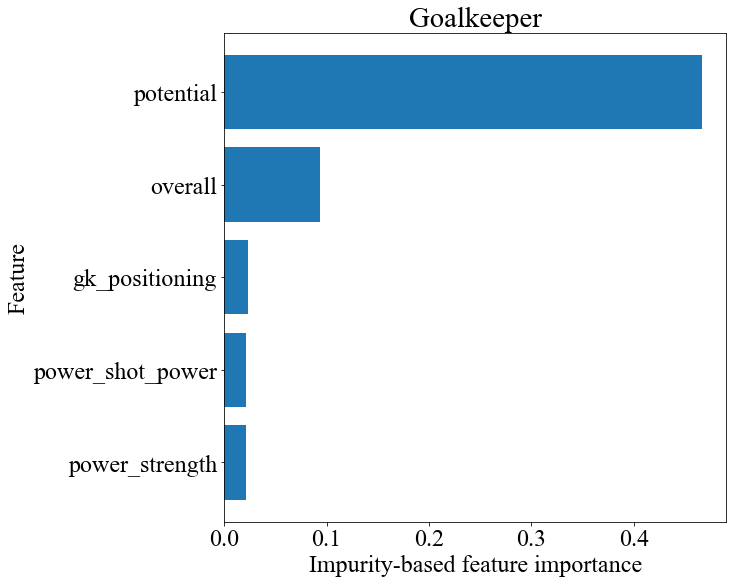 Goalkeeper
potential
overall
gk_positioning
power_shot_power
power_strength
Feature
0.0 0.1 0.2 0.3 0.4
Impurity-based feature importance